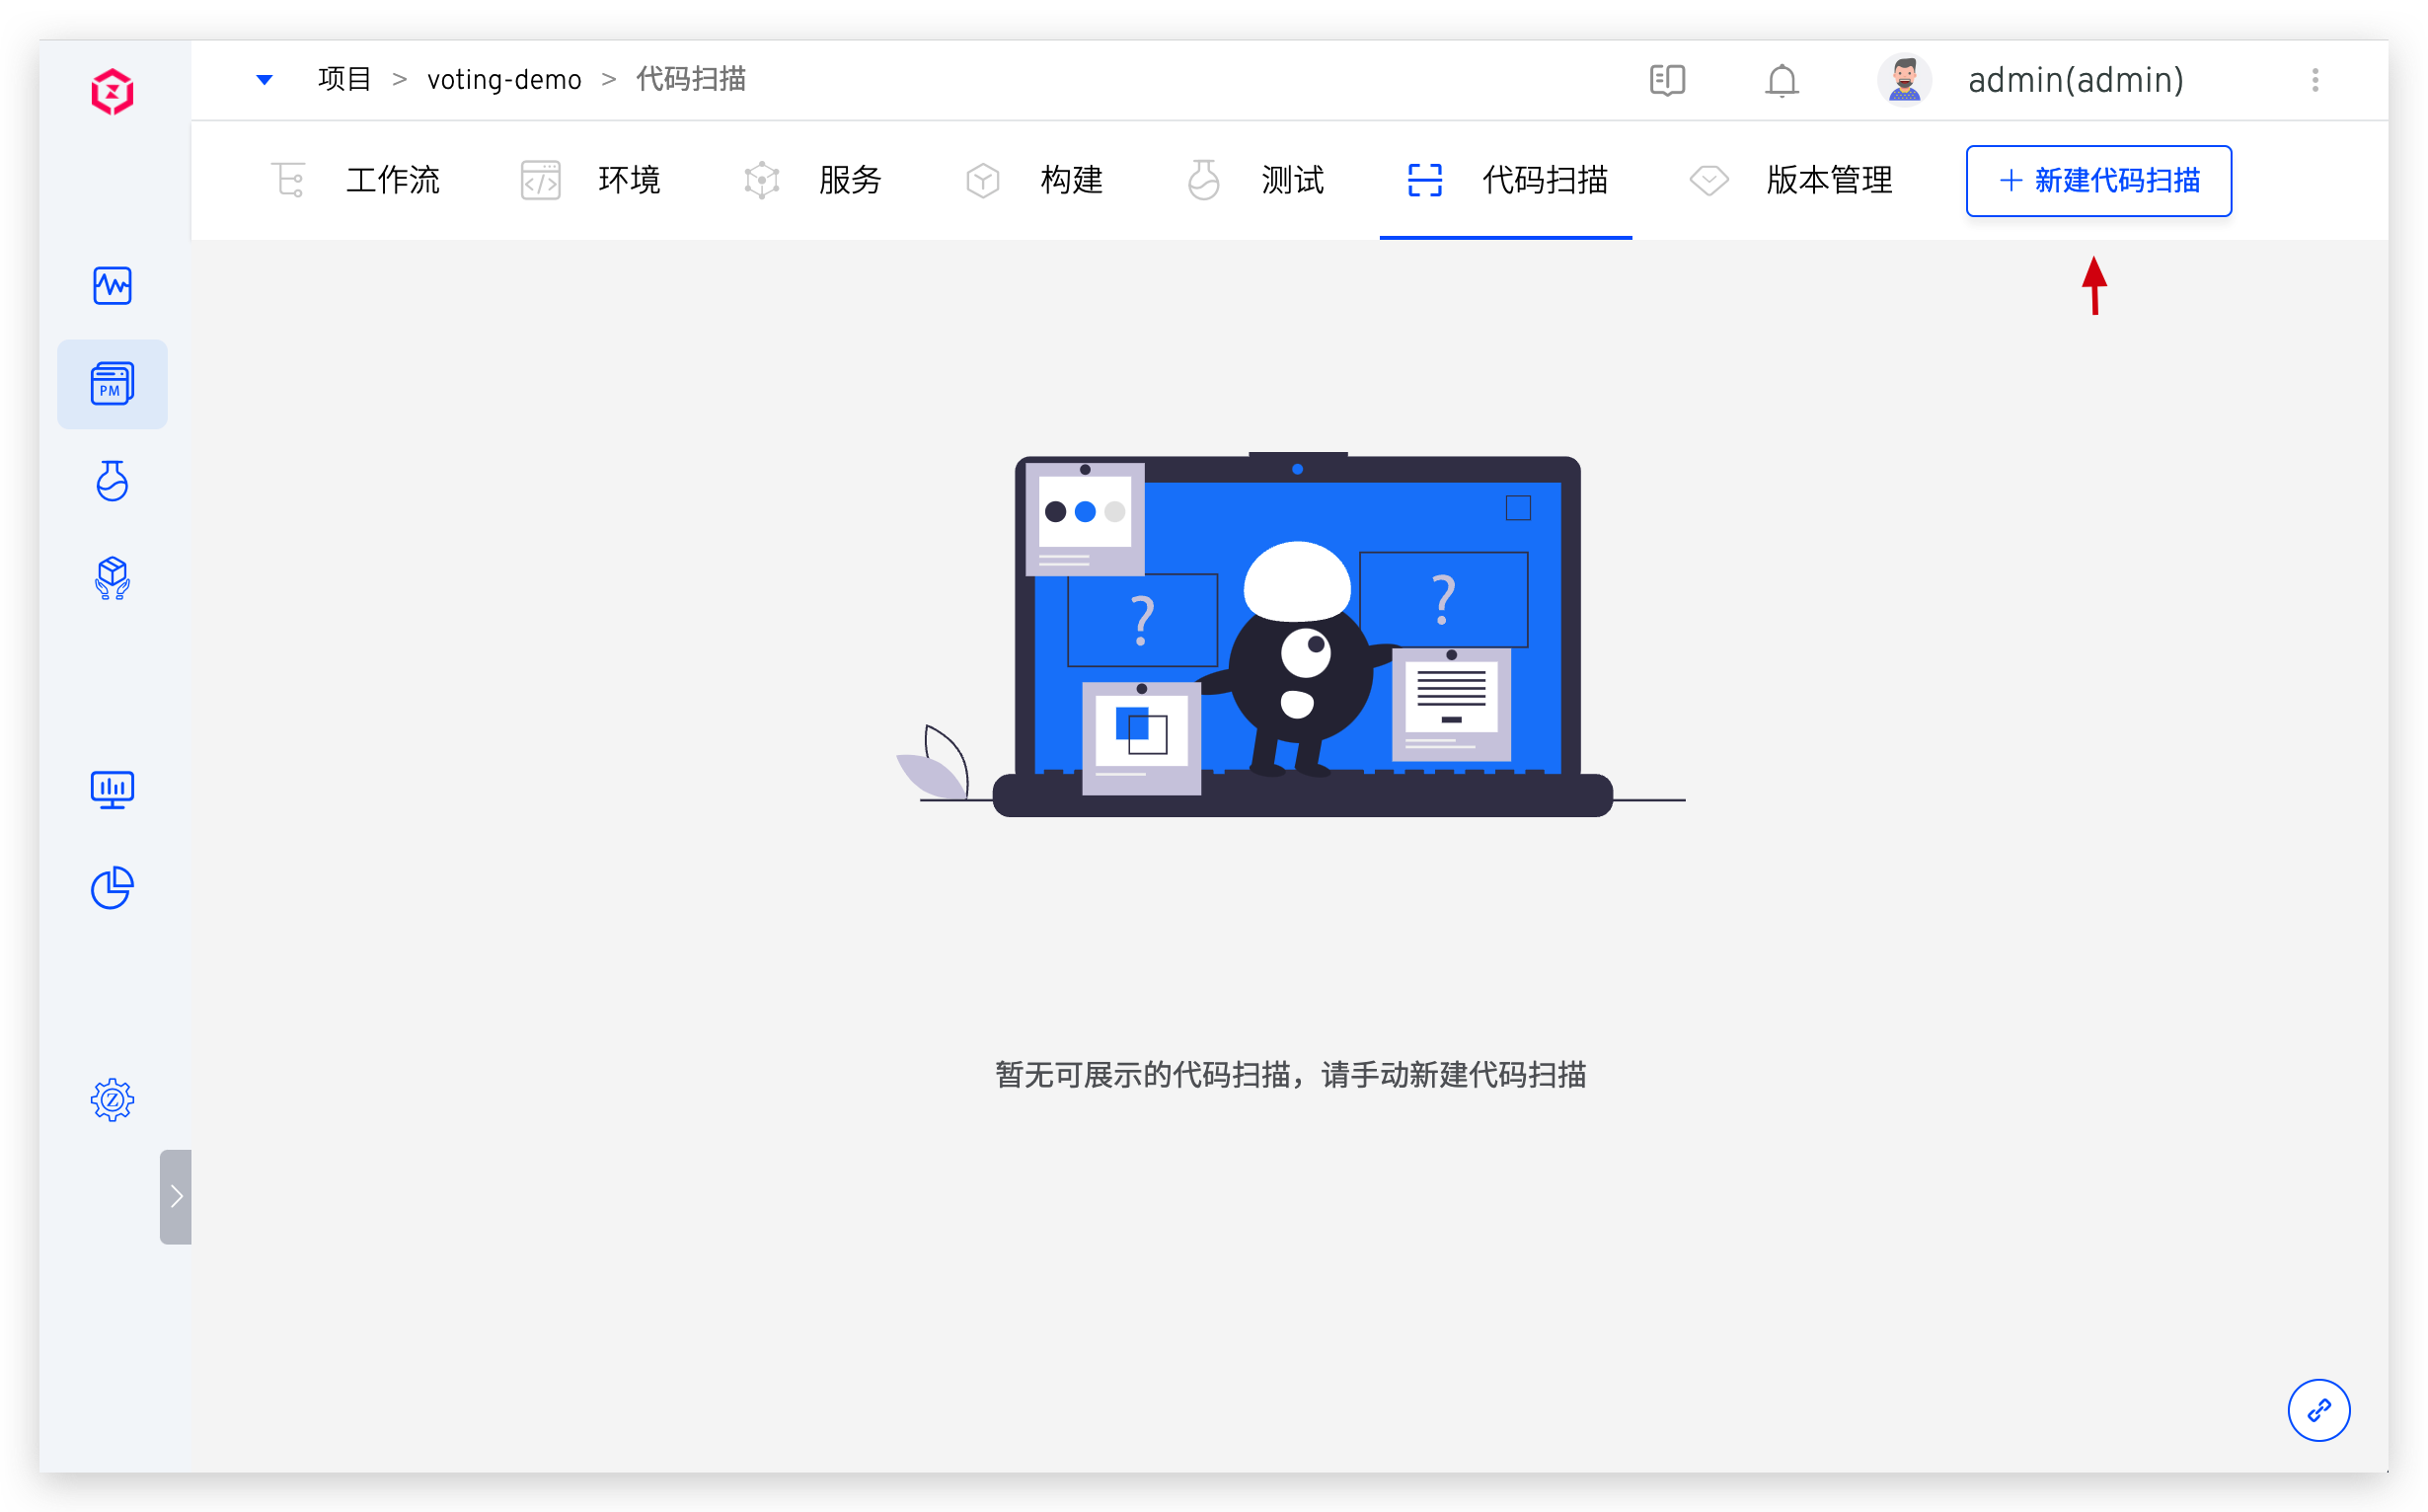 项目 > voting-demo > 代码扫描 admin(admin)
工作流 环境 服务 构建 测试 代码扫描 版本管理 + 新建代码扫描
PM
? ?
Z
暂无可展示的代码扫描，请手动新建代码扫描